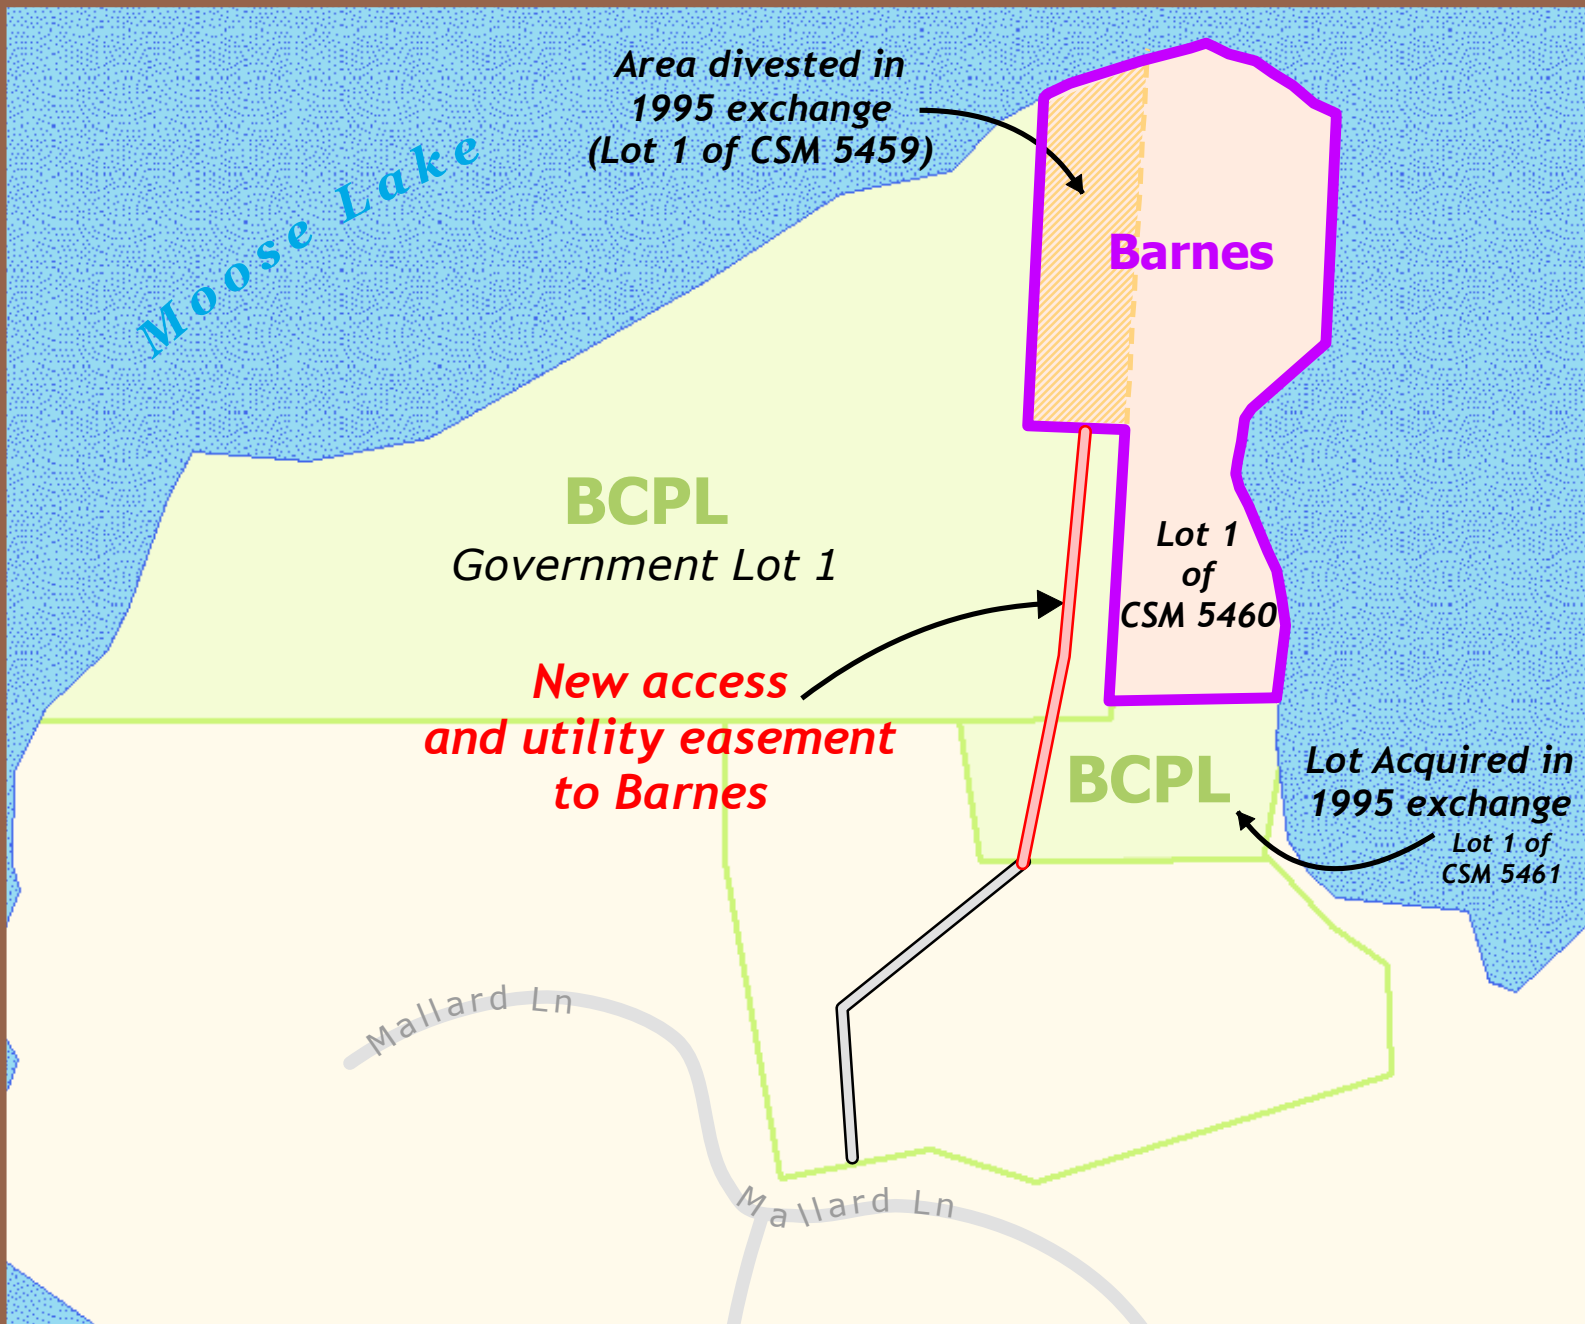 Area divested in
1995 exchange
(Lot 1 of CSM 5459)
Moose Lake
Barnes
BCPL
Government Lot 1
Lot 1
of
CSM 5460
New access
and utility easement
to Barnes
BCPL
Lot Acquired in
1995 exchange
Lot 1 of
CSM 5461
Mallard Ln
Mallard Ln